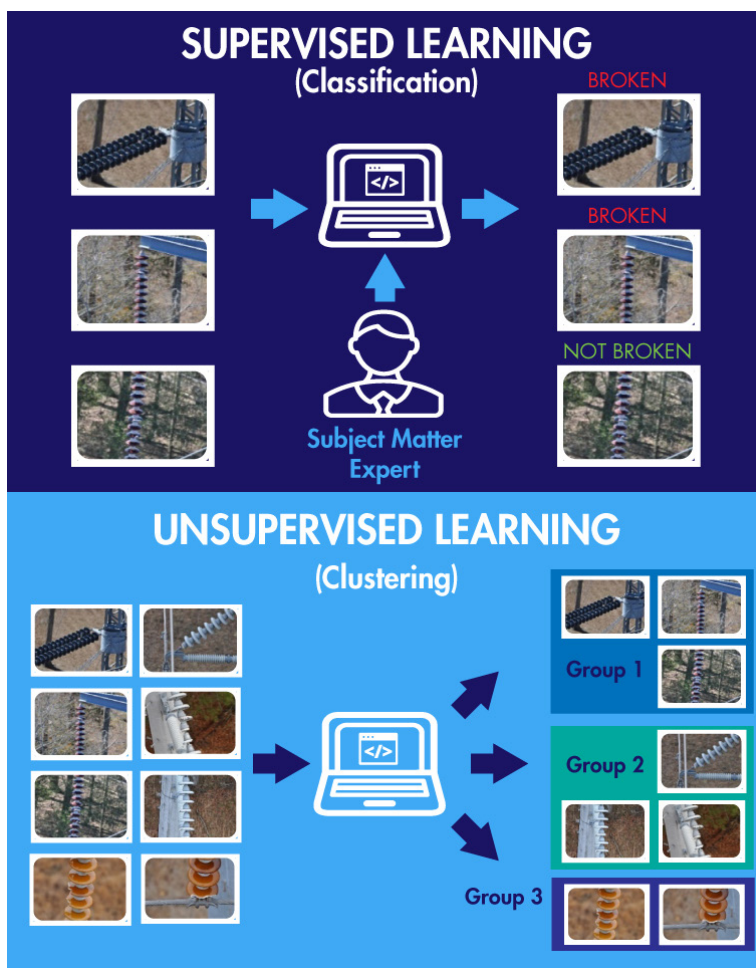 SUPERVISED LEARNING
(Classification)
BROKEN
</>
BROKEN
NOT BROKEN
Subject Matter
Expert
UNSUPERVISED LEARNING
(Clustering)
Group 1
</>
Group 2
Group 3